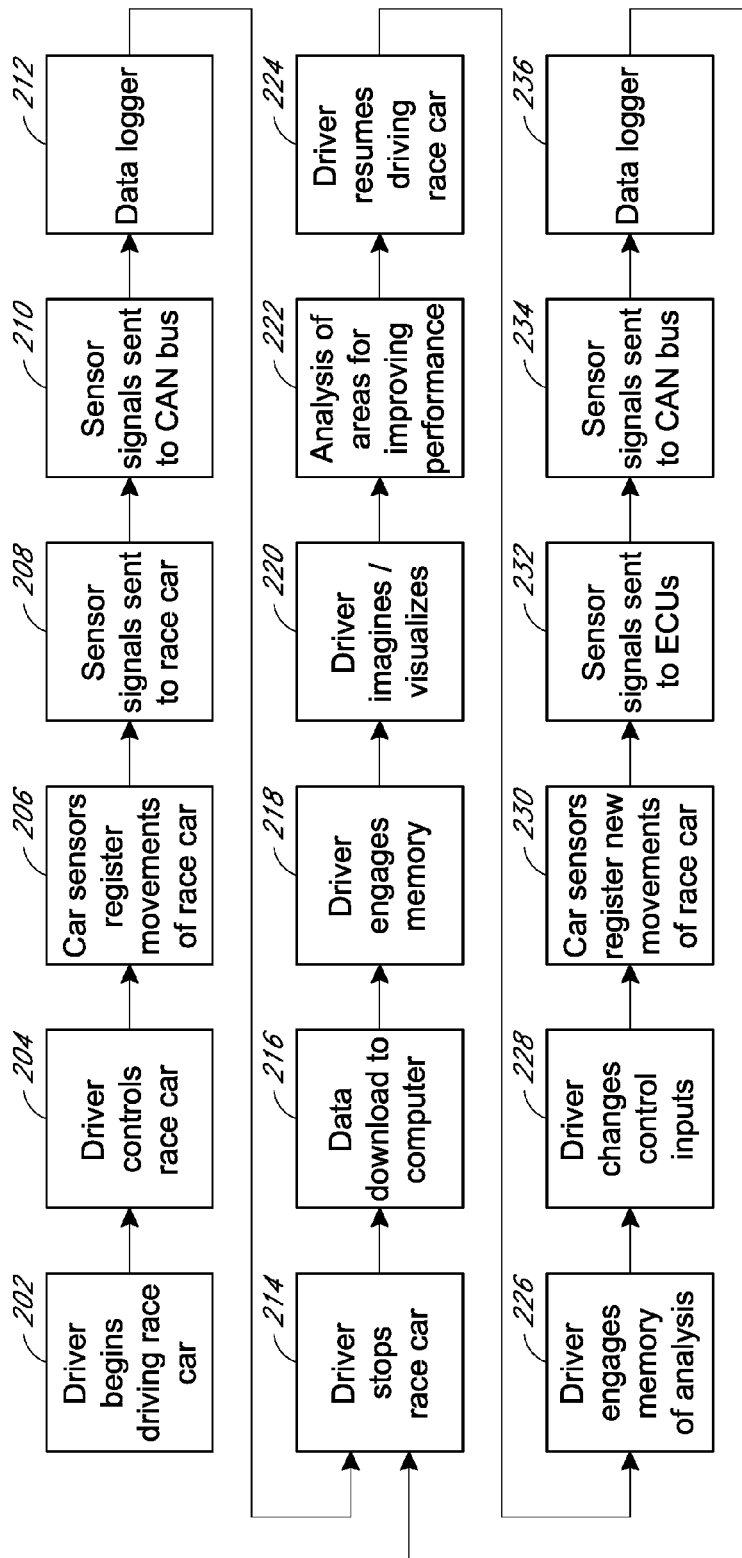 202
Driver
begins
driving race
car
204
Driver
controls
race car
206
Car sensors
register
movements
of race car
208
Sensor
signals sent
to race car
210
Sensor
signals sent
to CAN bus
212
Data logger
214
Driver
stops
race car
216
Data
download to
computer
218
Driver
engages
memory
220
Driver
imagines /
visualizes
222
Analysis of
areas for
improving
performance
224
Driver
resumes
driving
race car
226
Driver
engages
memory
of analysis
228
Driver
changes
control
inputs
230
Car sensors
register new
movements
of race car
232
Sensor
signals sent
to ECUs
234
Sensor
signals sent
to CAN bus
236
Data logger